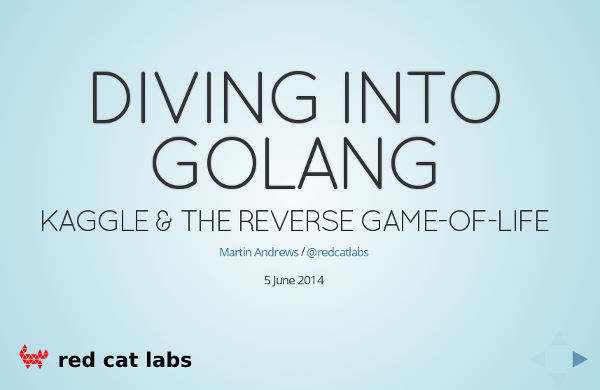 DIVING INTO
GOLANG
KAGGLE & THE REVERSE GAME-OF-LIFE
Martin Andrews / @redcatlabs
5 June 2014
red cat labs